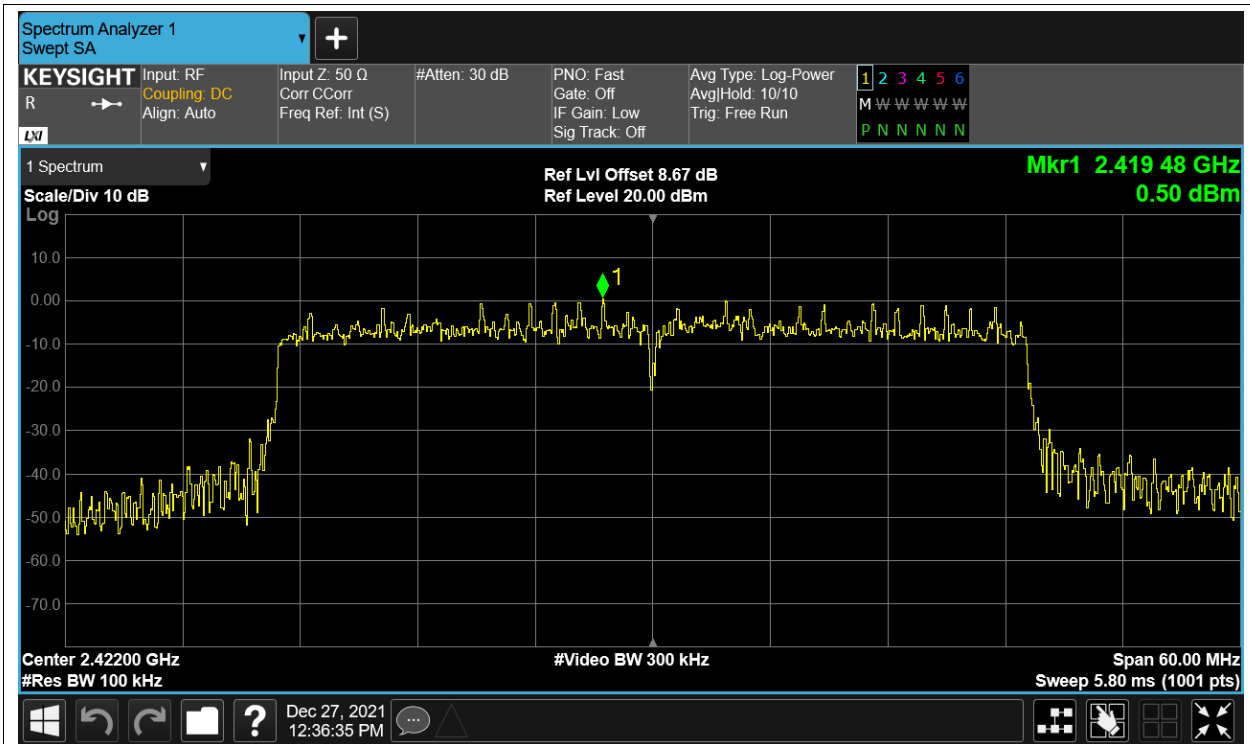 Spectrum Analyzer 1
Swept SA
+
KEYSIGHT
R
LXI
Input: RF
Coupling: DC
Align: Auto
Input Z: 50 Ω
Corr CCorr
Freq Ref: Int (S)
#Atten: 30 dB
PNO: Fast
Gate: Off
IF Gain: Low
Sig Track: Off
Avg Type: Log-Power
Avg|Hold: 10/10
Trig: Free Run
1 2 3 4 5 6
M W W W W W
P N N N N N
1 Spectrum
Scale/Div 10 dB
Log
Ref Lvl Offset 8.67 dB
Ref Level 20.00 dBm
Mkr1 2.419 48 GHz
0.50 dBm
10.0
0.00
-10.0
-20.0
-30.0
-40.0
-50.0
-60.0
-70.0
1
Center 2.42200 GHz
#Res BW 100 kHz
#Video BW 300 kHz
Span 60.00 MHz
Sweep 5.80 ms (1001 pts)
?
Dec 27, 2021
12:36:35 PM